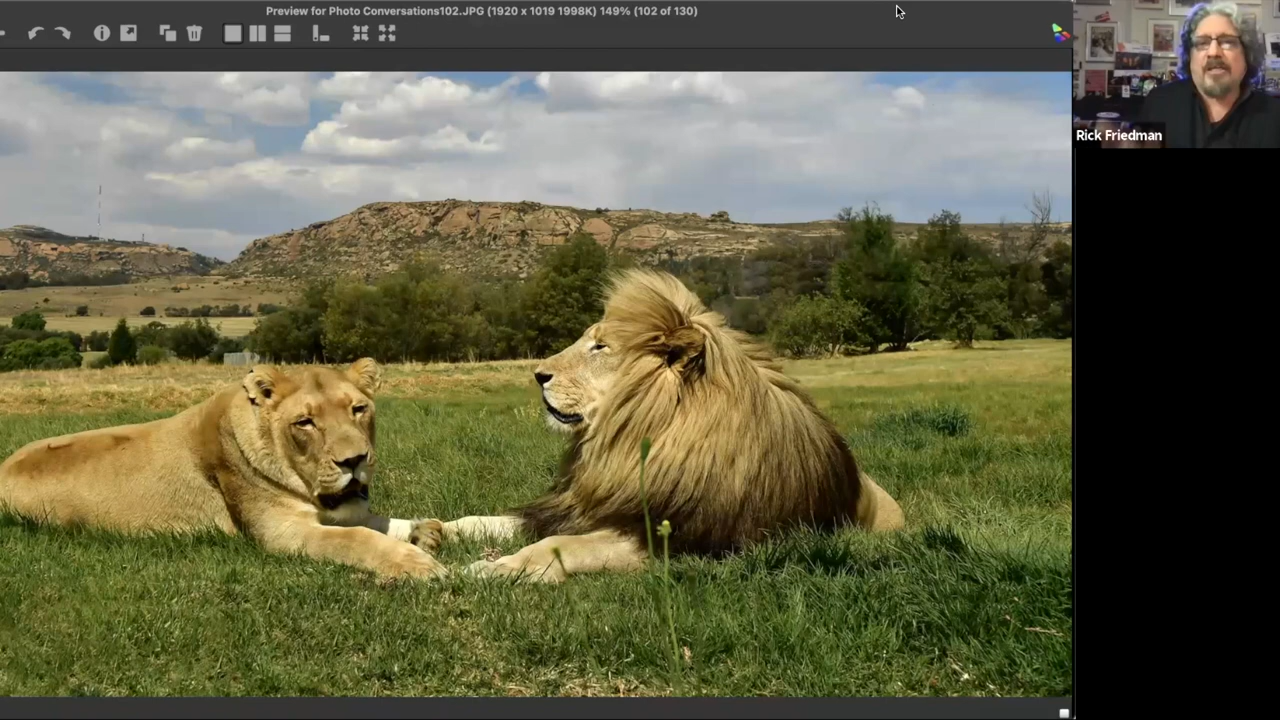 Preview for Photo Conversations102.JPG (1920 x 1019 1998K) 149% (102 of 130)
Rick Friedman